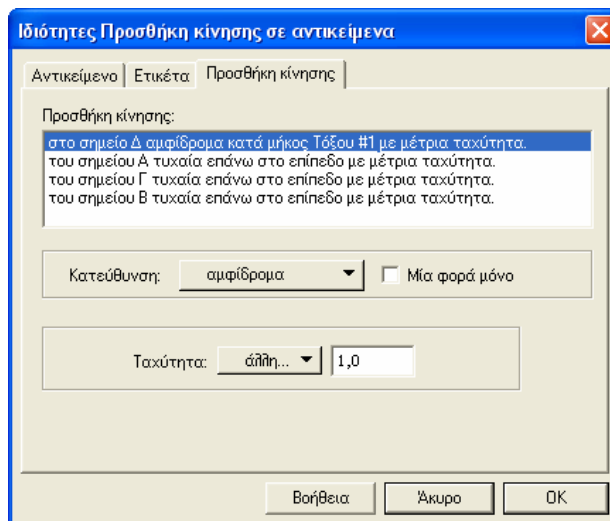 Ιδιότητες Προσθήκη κίνησης σε αντικείμενα
Αντικείμενο Ετικέτα Προσθήκη κίνησης
Προσθήκη κίνησης:
στο σημείο Δ αμφίδρομα κατά μήκος Τόξου #1 με μέτρια ταχύτητα.
του σημείου Α τυχαία επάνω στο επίπεδο με μέτρια ταχύτητα.
του σημείου Γ τυχαία επάνω στο επίπεδο με μέτρια ταχύτητα.
του σημείου Β τυχαία επάνω στο επίπεδο με μέτρια ταχύτητα.
Κατεύθυνση: αμφίδρομα Μία φορά μόνο
Ταχύτητα: άλλη... 1,0
Βοήθεια Άκυρο OK